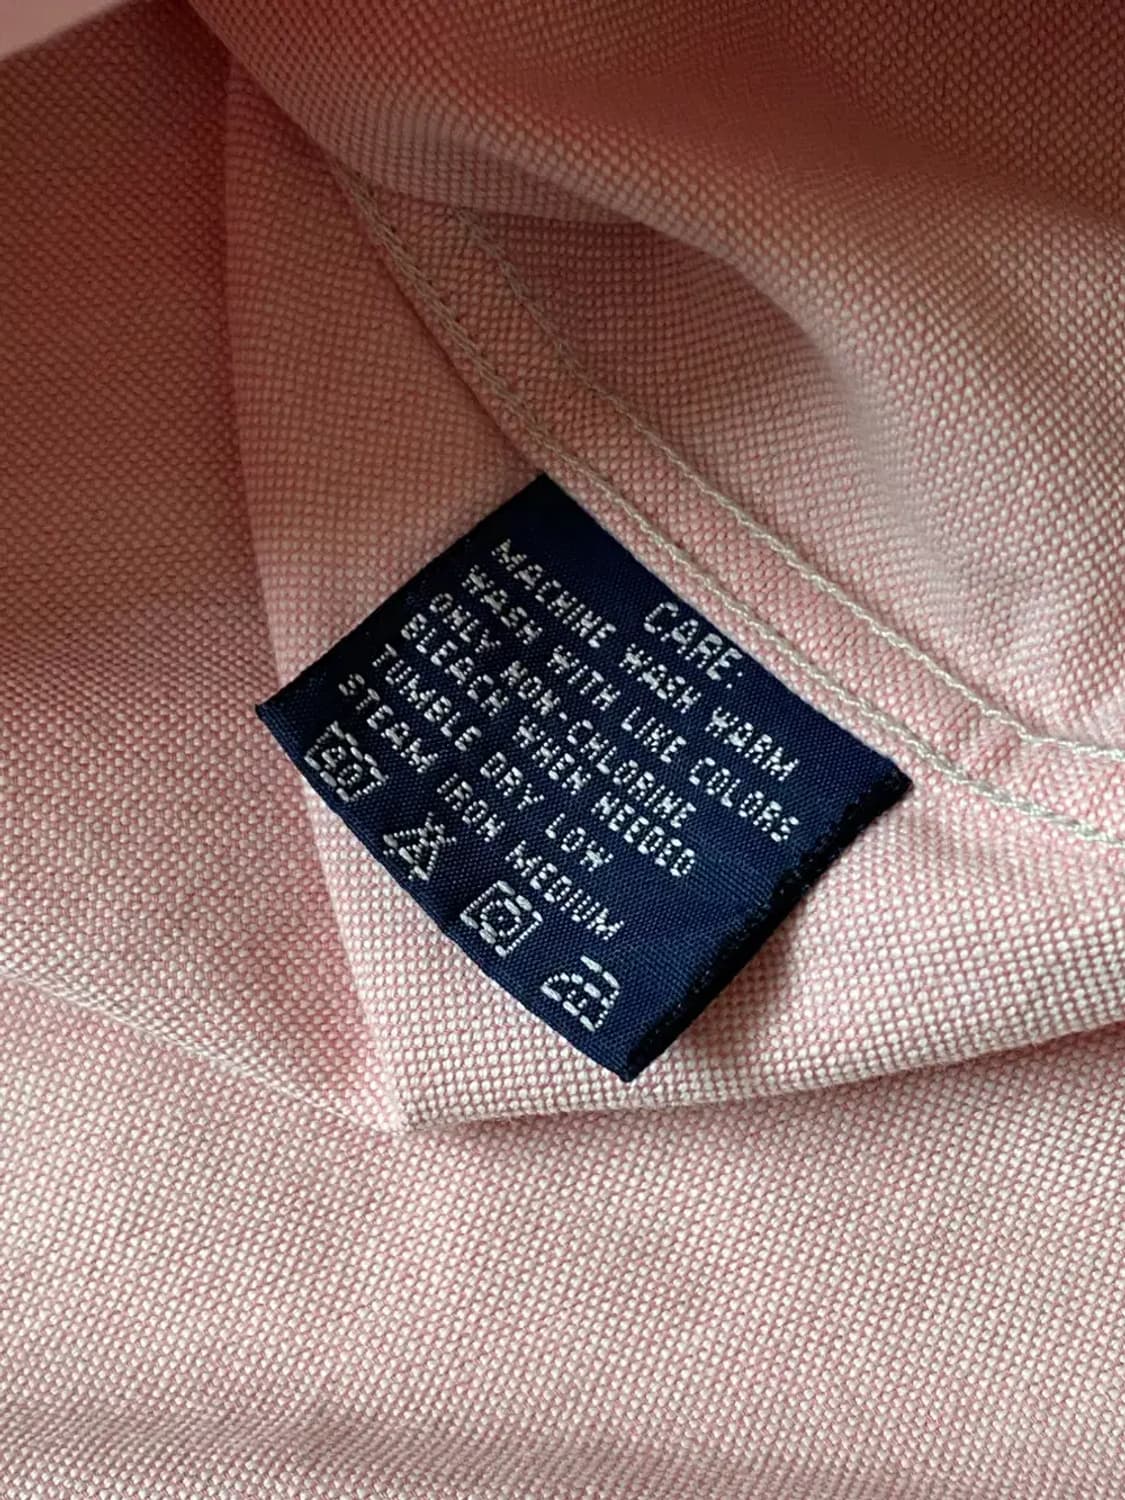 CARE:
MACHINE WASH WARM
WASH WITH LIKE COLORS
ONLY NON-CHLORINE
BLEACH WHEN NEEDED
TUMBLE DRY LOW
STEAM IRON MEDIUM
40